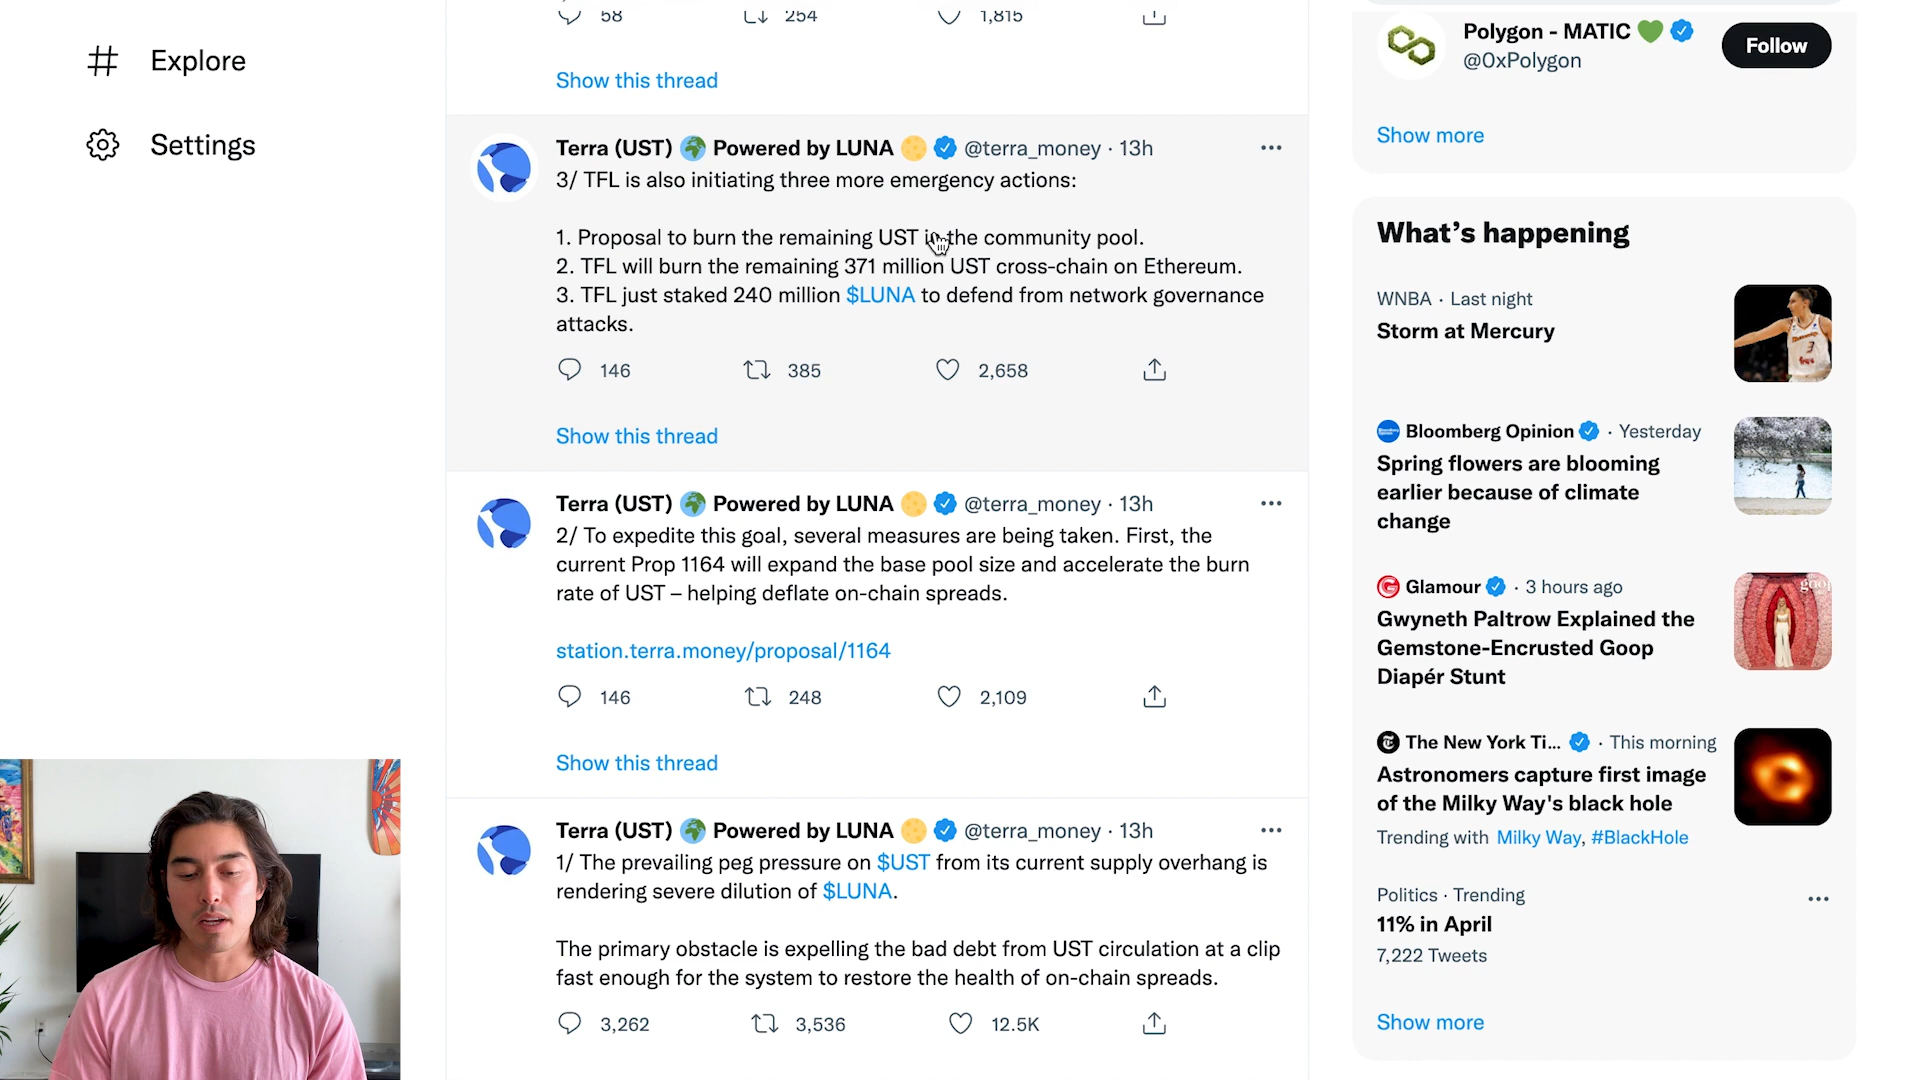 Explore
Settings
58 254 1,815
Show this thread
Terra (UST) Powered by LUNA @terra_money · 13h
3/ TFL is also initiating three more emergency actions:
1. Proposal to burn the remaining UST in the community pool.
2. TFL will burn the remaining 371 million UST cross-chain on Ethereum.
3. TFL just staked 240 million $LUNA to defend from network governance
attacks.
146 385 2,658
Show this thread
Terra (UST) Powered by LUNA @terra_money · 13h
2/ To expedite this goal, several measures are being taken. First, the
current Prop 1164 will expand the base pool size and accelerate the burn
rate of UST – helping deflate on-chain spreads.
station.terra.money/proposal/1164
146 248 2,109
Show this thread
Terra (UST) Powered by LUNA @terra_money · 13h
1/ The prevailing peg pressure on $UST from its current supply overhang is
rendering severe dilution of $LUNA.
The primary obstacle is expelling the bad debt from UST circulation at a clip
fast enough for the system to restore the health of on-chain spreads.
3,262 3,536 12.5K
Polygon - MATIC
@0xPolygon
Follow
Show more
What's happening
WNBA · Last night
Storm at Mercury
Bloomberg Opinion · Yesterday
Spring flowers are blooming
earlier because of climate
change
Glamour · 3 hours ago
Gwyneth Paltrow Explained the
Gemstone-Encrusted Goop
Diapér Stunt
goop
The New York Ti... · This morning
Astronomers capture first image
of the Milky Way's black hole
Trending with Milky Way, #BlackHole
Politics · Trending
11% in April
7,222 Tweets
Show more